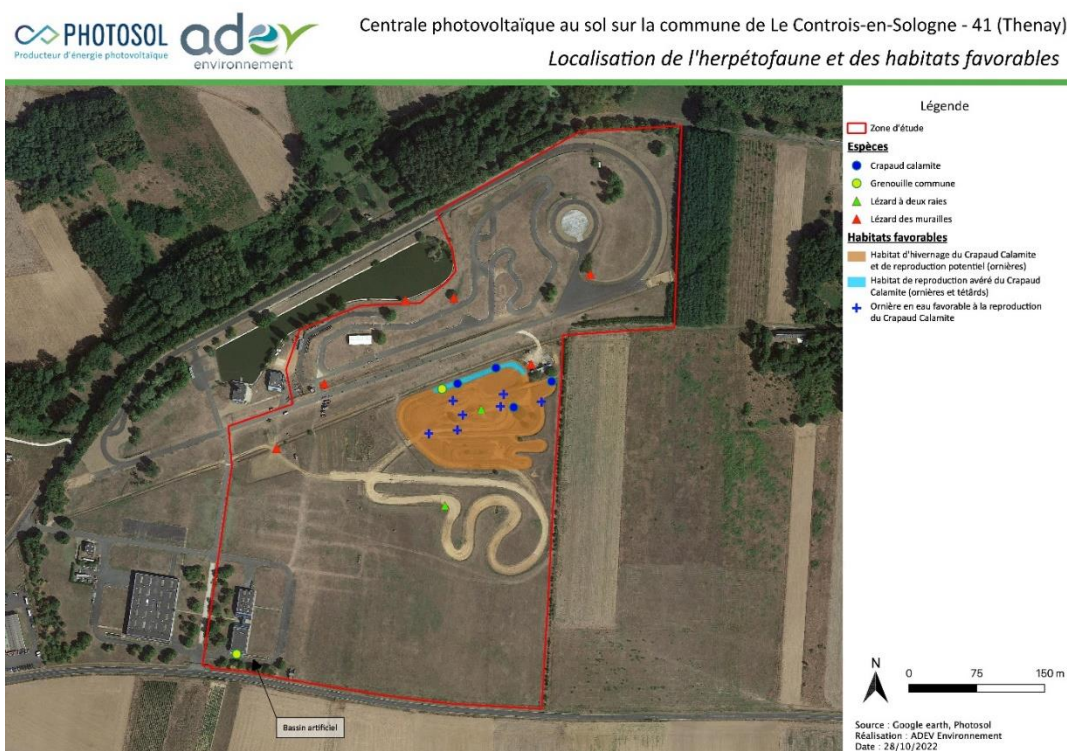 PHOTOSOL
Producteur d'énergie photovoltaïque
adev
environnement
Centrale photovoltaïque au sol sur la commune de Le Controis-en-Sologne - 41 (Thenay)
Localisation de l'herpétofaune et des habitats favorables
Légende
Zone d'étude
Espèces
Crapaud calamite
Grenouille commune
Lézard à deux raies
Lézard des murailles
Habitats favorables
Habitat d'hivernage du Crapaud Calamite
et de reproduction potentiel (ornières)
Habitat de reproduction avéré du Crapaud
Calamite (ornières et tétârds)
Ornière en eau favorable à la reproduction
du Crapaud Calamite
Bassin artificiel
N
0 75 150 m
Source : Google earth, Photosol
Réalisation : ADEV Environnement
Date : 28/10/2022